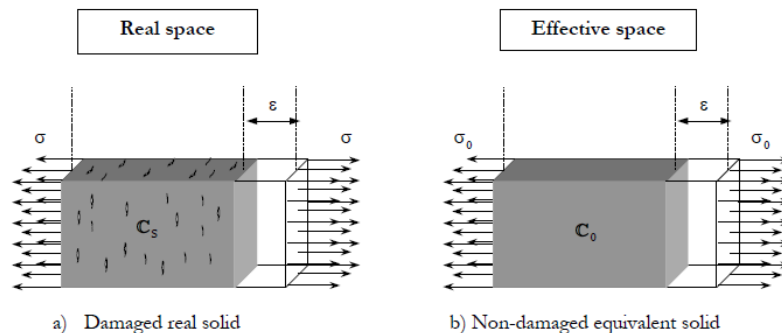 Real space
Effective space
ε
ε
σ
σ
σ₀
σ₀
ℂₛ
ℂ₀
a) Damaged real solid
b) Non-damaged equivalent solid